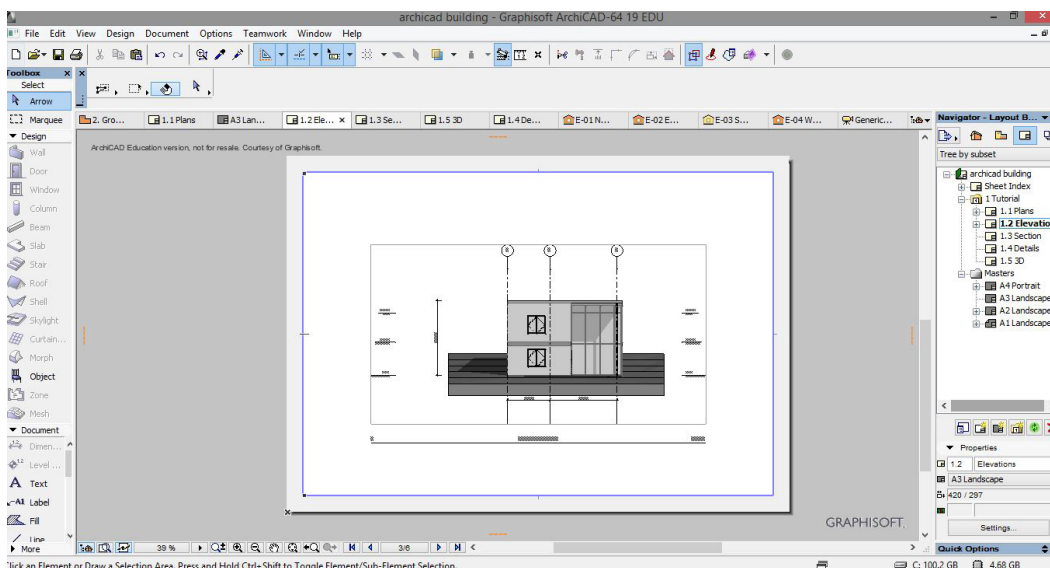 archicad building - Graphisoft ArchiCAD-64 19 EDU
File Edit View Design Document Options Teamwork Window Help
Toolbox
Select
Arrow
Marquee
Design
Wall
Door
Window
Column
Beam
Slab
Stair
Roof
Shell
Skylight
Curtain...
Morph
Object
Zone
Mesh
Document
Dimen...
Level ...
Text
Label
Fill
Line
More
2. Gro... 1.1 Plans A3 Lan... 1.2 Ele... 1.3 Se... 1.5 3D 1.4 De... E-01 N... E-02 E... E-03 S... E-04 W... Generic...
ArchiCAD Education version, not for resale. Courtesy of Graphisoft.
GRAPHISOFT.
39 % 3/6
Navigator - Layout B...
Tree by subset
archicad building
Sheet Index
1 Tutorial
1.1 Plans
1.2 Elevatio
1.3 Section
1.4 Details
1.5 3D
Masters
A4 Portrait
A3 Landscape
A2 Landscape
A1 Landscape
Properties
1.2 Elevations
A3 Landscape
420 / 297
Settings...
Quick Options
Click an Element or Draw a Selection Area. Press and Hold Ctrl+Shift to Toggle Element/Sub-Element Selection.
C: 100.2 GB 4.68 GB